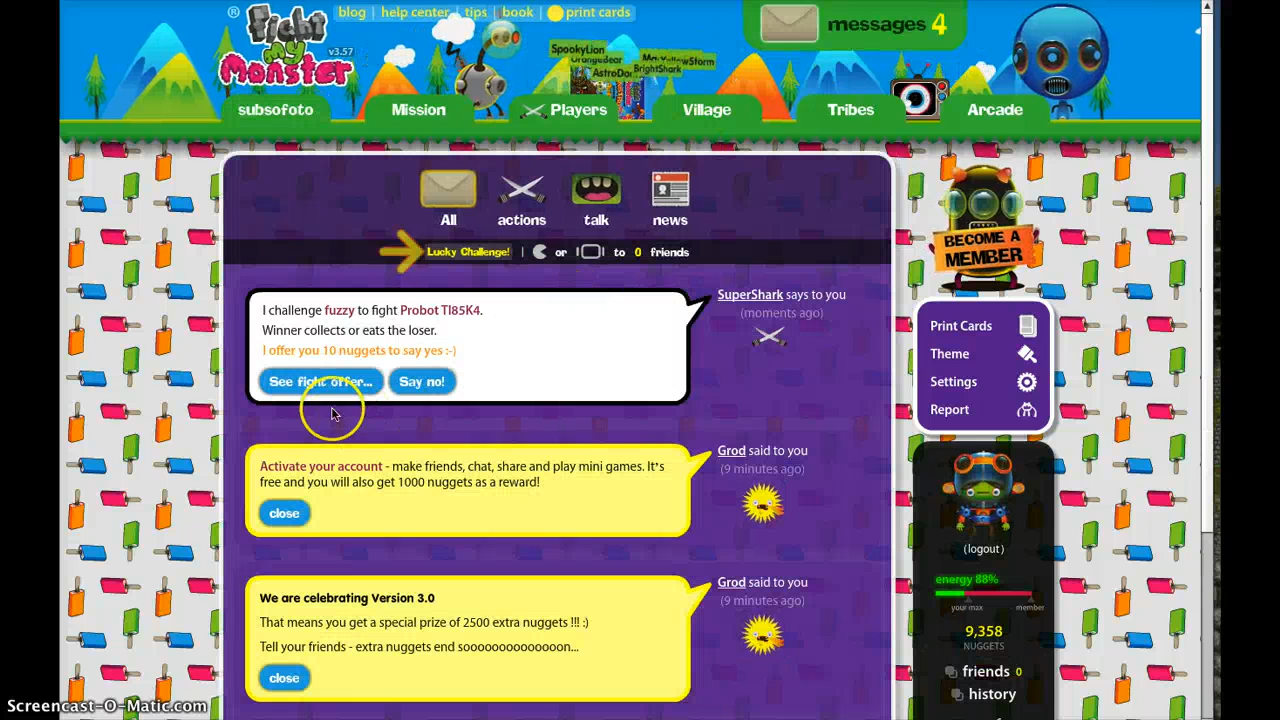 blog | help center | tips | book | print cards
messages 4
® Fight my Monster v3.57
SpookyLion
OrangeBear
BrightShark
subsofoto Mission Players Village Tribes Arcade
All actions talk news
Lucky Challenge! | or to 0 friends
BECOME A
MEMBER
I challenge fuzzy to fight Probot TI85K4.
Winner collects or eats the loser.
I offer you 10 nuggets to say yes :-)
See fight offer... Say no!
SuperShark says to you
(moments ago)
Print Cards
Theme
Settings
Report
Activate your account - make friends, chat, share and play mini games. It's
free and you will also get 1000 nuggets as a reward!
close
Grod said to you
(9 minutes ago)
We are celebrating Version 3.0
That means you get a special prize of 2500 extra nuggets !!! :)
Tell your friends - extra nuggets end soooooooooooooon...
close
Grod said to you
(9 minutes ago)
(logout)
energy 88%
your max member
9,358
NUGGETS
friends 0
history
Screencast-O-Matic.com